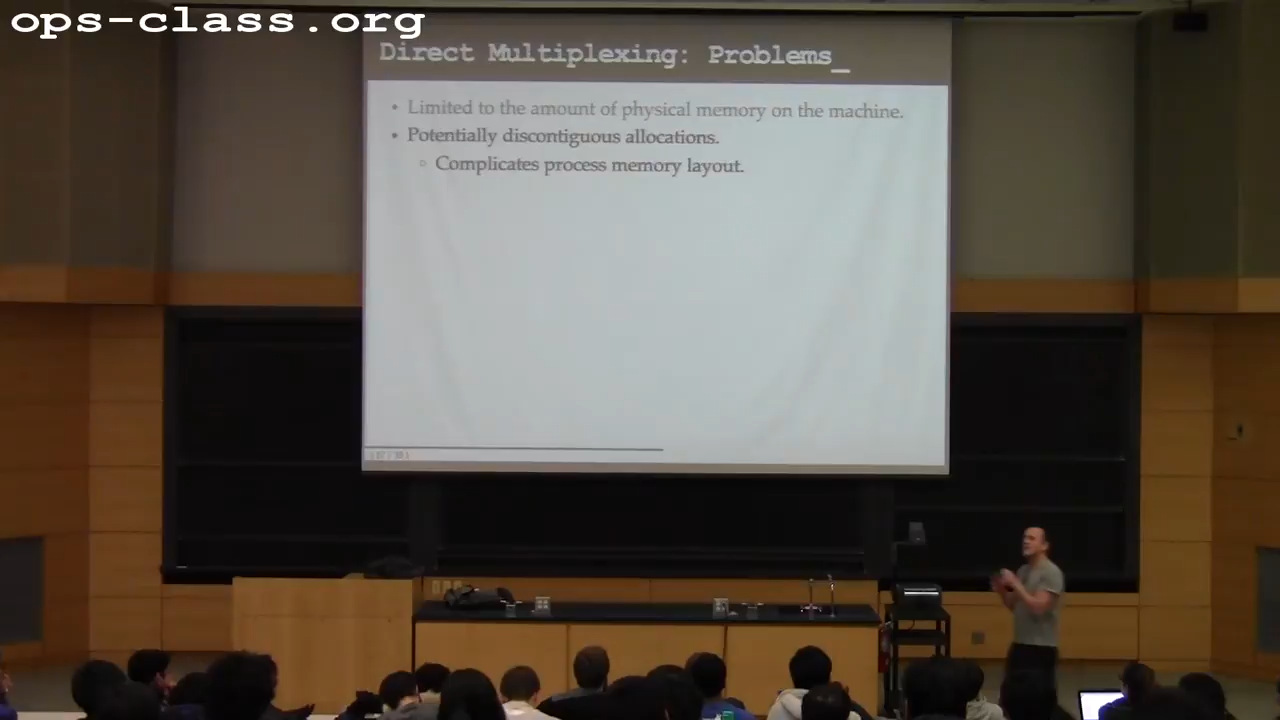 ops-class.org
Direct Multiplexing: Problems_
• Limited to the amount of physical memory on the machine.
• Potentially discontiguous allocations.
○ Complicates process memory layout.